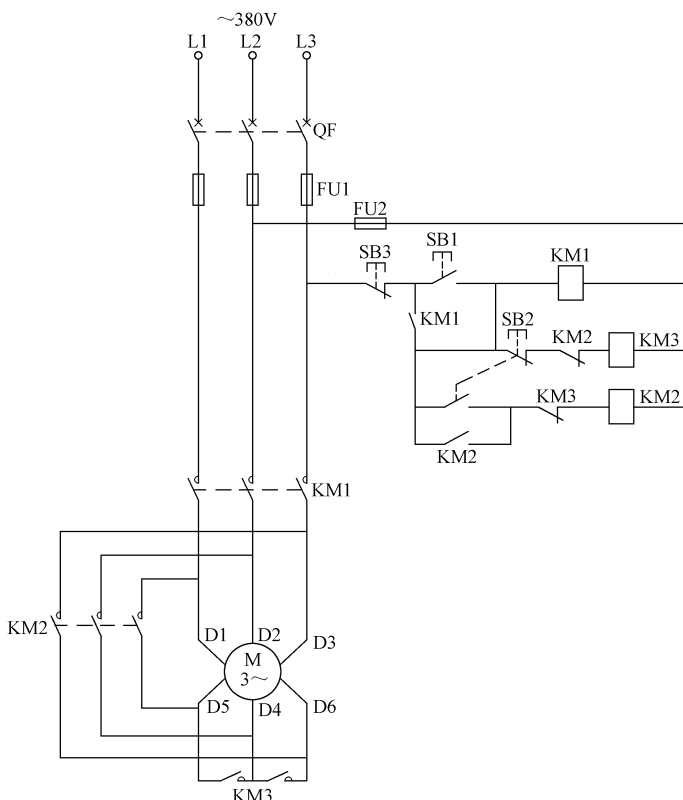 ～380V
L1 L2 L3
QF
FU1
FU2
SB3 SB1 KM1
KM1 SB2 KM2 KM3
KM3 KM2
KM2
KM1
KM2
D1 D2 D3
M
3～
D5 D4 D6
KM3